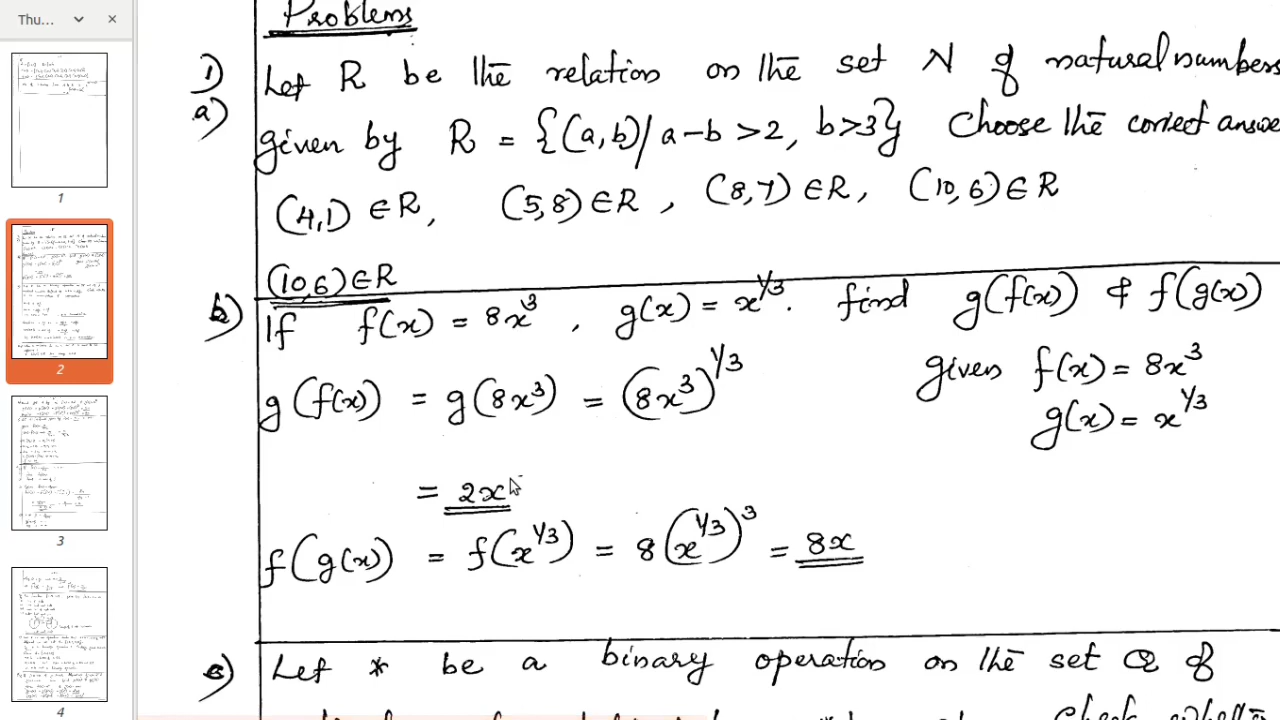 Thu...
1
2
3
4
Problems
1) Let R be the relation on the set N of natural numbers
a) given by R = {(a,b)/ a-b >2, b>3} Choose the correct answe
(4,1) ∈R, (5,8) ∈R, (8,7) ∈R, (10,6) ∈R
(10,6) ∈R
b) If f(x) = 8x³, g(x) = x^1/3. find g(f(x)) & f(g(x))
g(f(x)) = g(8x³) = (8x³)^1/3 given f(x) = 8x³
g(x) = x^1/3
= 2x
f(g(x)) = f(x^1/3) = 8(x^1/3)³ = 8x
c) Let * be a binary operation on the set Q of